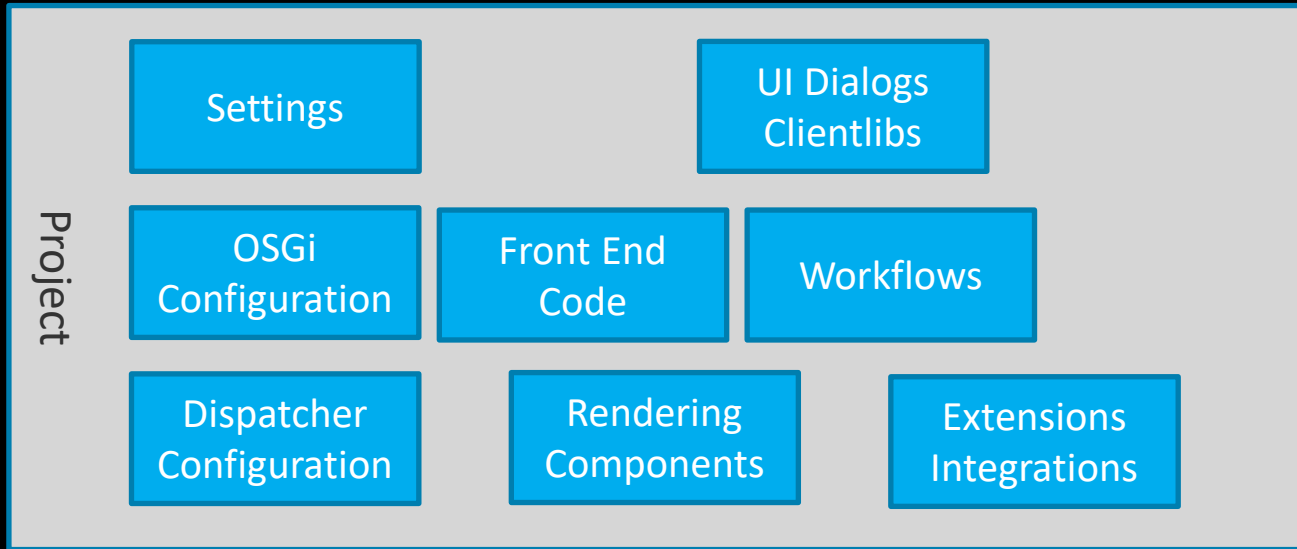 Project
Settings
UI Dialogs
Clientlibs
OSGi
Configuration
Front End
Code
Workflows
Dispatcher
Configuration
Rendering
Components
Extensions
Integrations